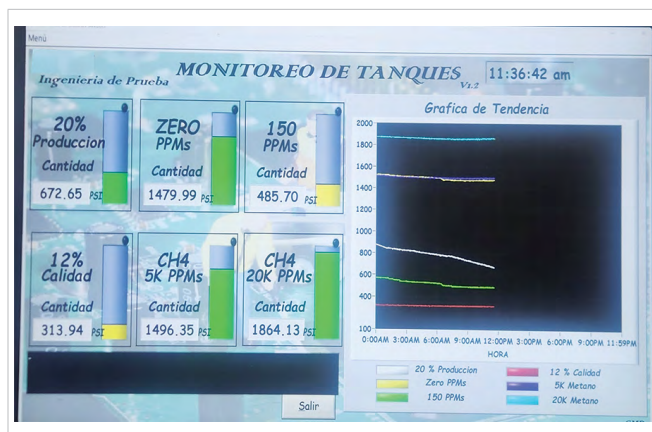 Menú
Ingenieria de Prueba
MONITOREO DE TANQUES
V1.2
11:36:42 am
20%
Produccion
Cantidad
672.65 PSI
ZERO
PPMs
Cantidad
1479.99 PSI
150
PPMs
Cantidad
485.70 PSI
12%
Calidad
Cantidad
313.94 PSI
CH4
5K PPMs
Cantidad
1496.35 PSI
CH4
20K PPMs
Cantidad
1864.13 PSI
Salir
Grafica de Tendencia
2000
1800
1600
1400
1200
1000
800
600
400
100
0:00AM 3:00AM 6:00AM 9:00AM 12:00PM 3:00PM 6:00PM 9:00PM 11:59PM
HORA
20 % Produccion
12 % Calidad
Zero PPMs
5K Metano
150 PPMs
20K Metano